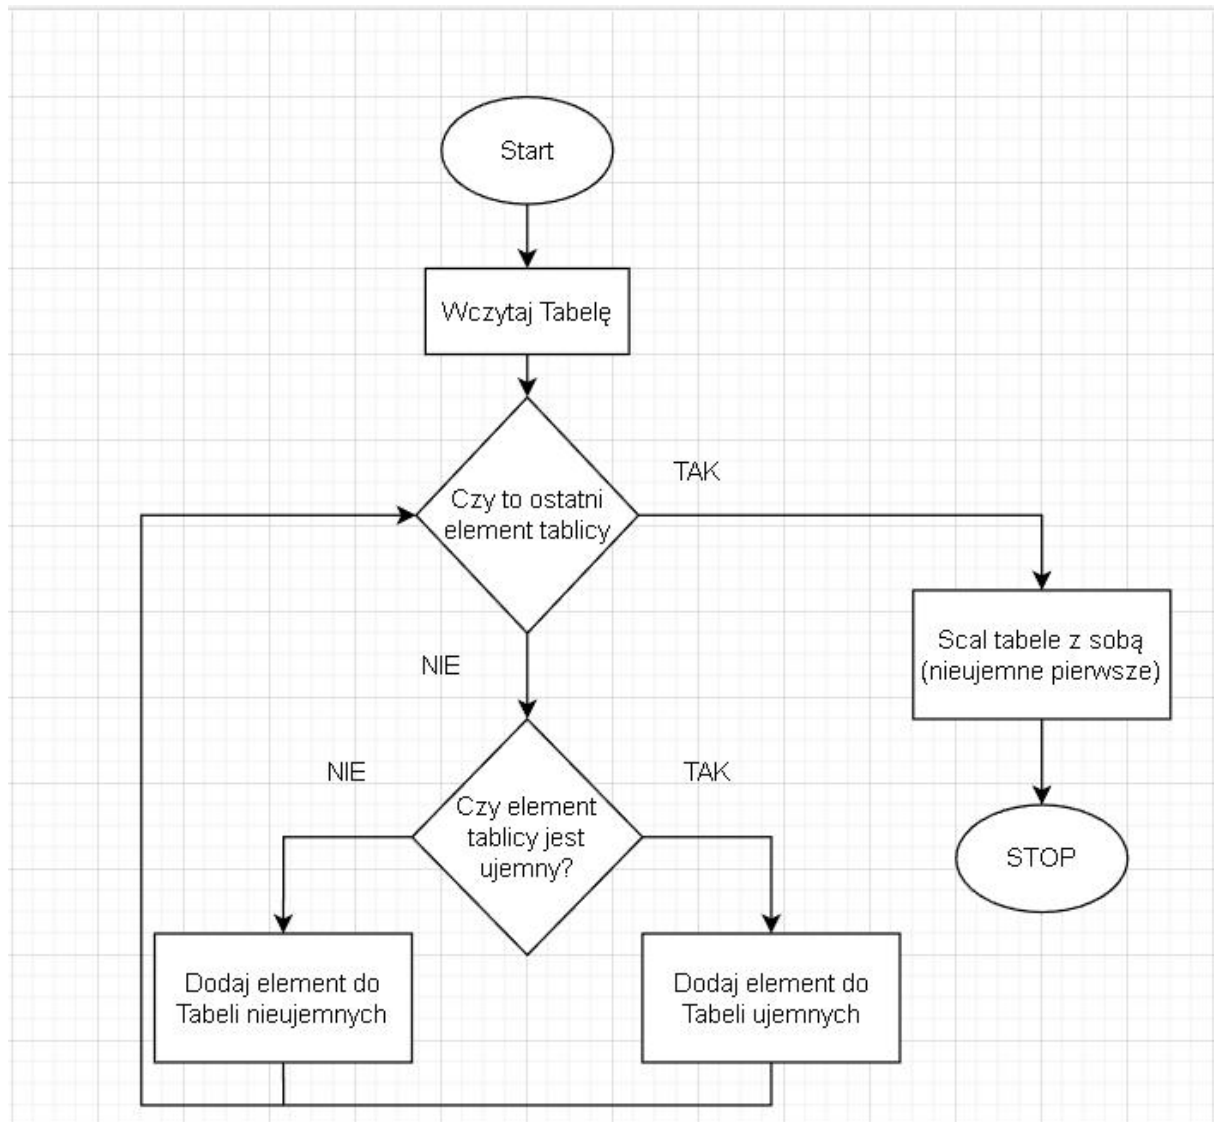 Start
Wczytaj Tabelę
TAK
Czy to ostatni
element tablicy
Scal tabele z sobą
(nieujemne pierwsze)
NIE
NIE
TAK
Czy element
tablicy jest
ujemny?
STOP
Dodaj element do
Tabeli nieujemnych
Dodaj element do
Tabeli ujemnych